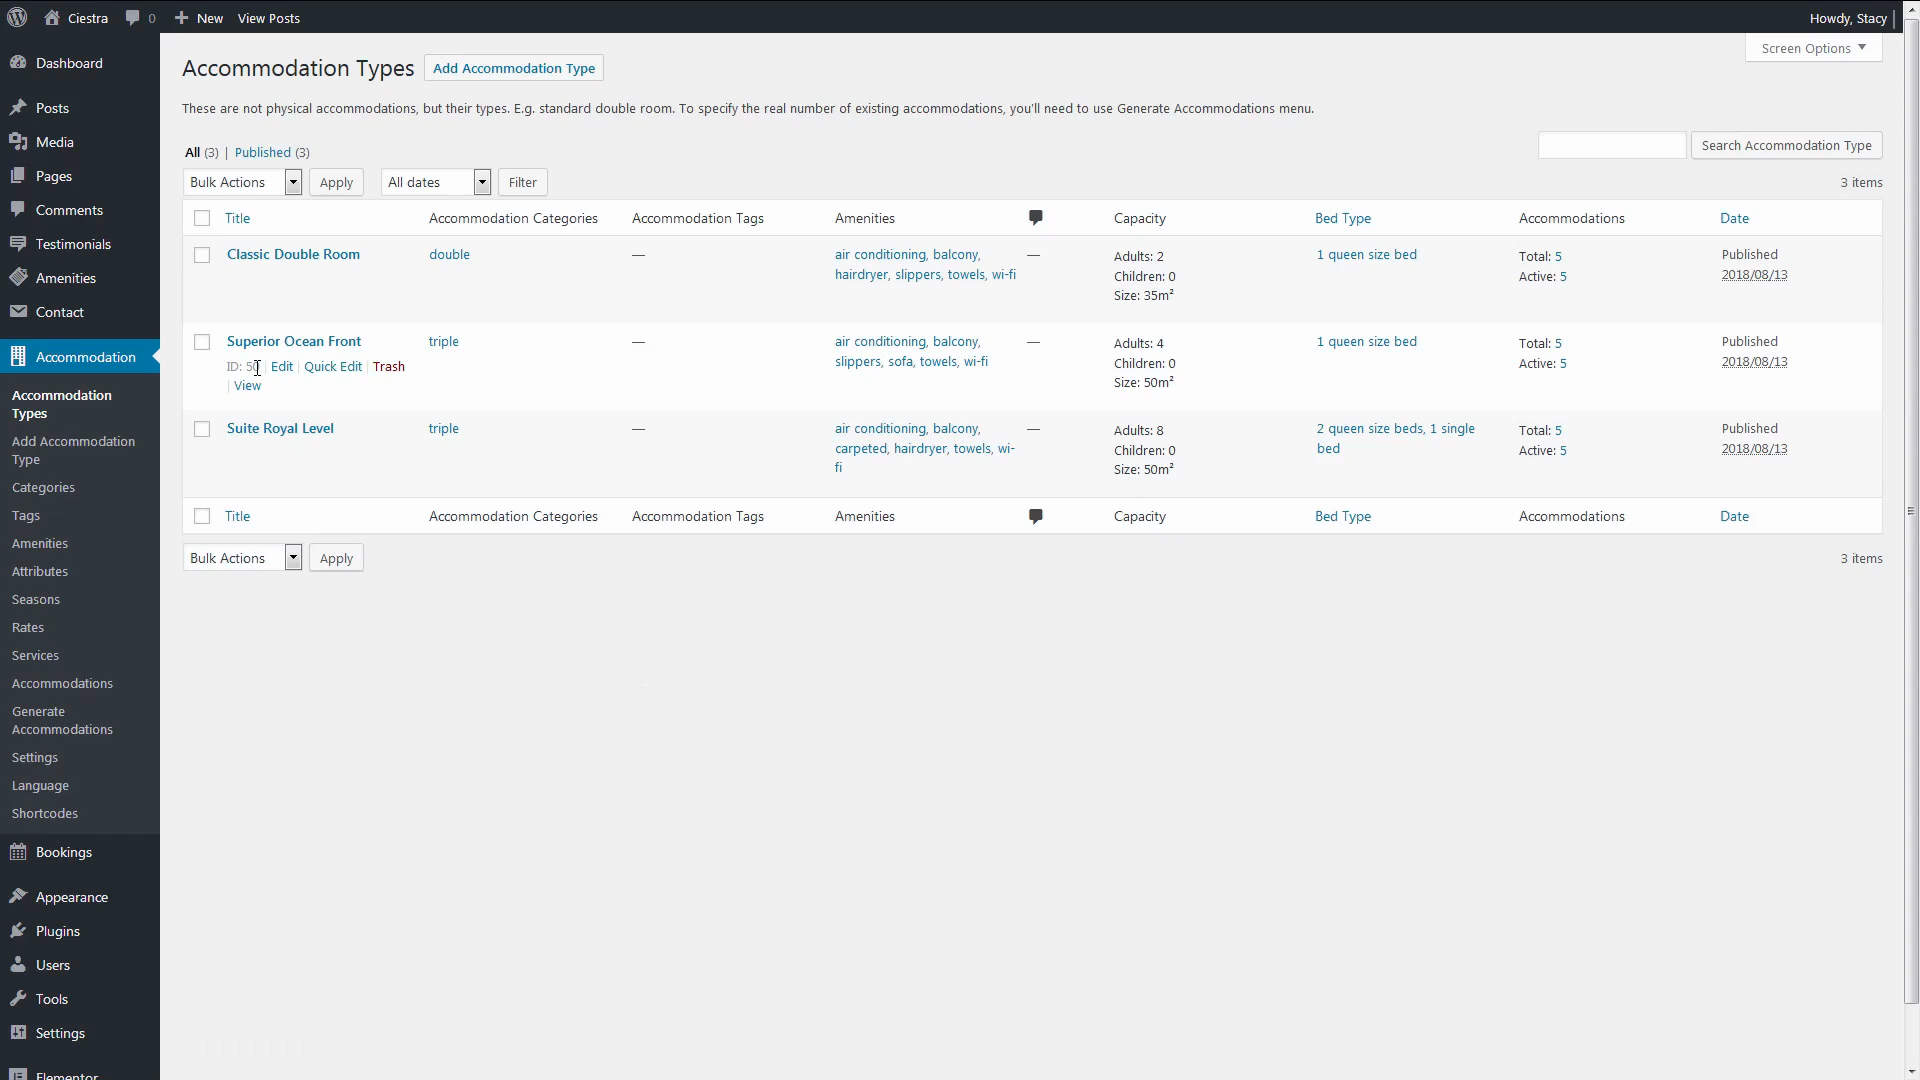 Ciestra 0 New View Posts Howdy, Stacy
Screen Options
Dashboard
Posts
Media
Pages
Comments
Testimonials
Amenities
Contact
Accommodation
Accommodation
Types
Add Accommodation
Type
Categories
Tags
Amenities
Attributes
Seasons
Rates
Services
Accommodations
Generate
Accommodations
Settings
Language
Shortcodes
Bookings
Appearance
Plugins
Users
Tools
Settings
Elementor
Accommodation Types Add Accommodation Type
These are not physical accommodations, but their types. E.g. standard double room. To specify the real number of existing accommodations, you'll need to use Generate Accommodations menu.
All (3) | Published (3)
Search Accommodation Type
Bulk Actions Apply All dates Filter 3 items
Title Accommodation Categories Accommodation Tags Amenities Capacity Bed Type Accommodations Date
Classic Double Room double — air conditioning, balcony, — Adults: 2 1 queen size bed Total: 5 Published
hairdryer, slippers, towels, wi-fi Children: 0 Active: 5 2018/08/13
Size: 35m²
Superior Ocean Front triple — air conditioning, balcony, — Adults: 4 1 queen size bed Total: 5 Published
ID: 50 | Edit | Quick Edit | Trash slippers, sofa, towels, wi-fi Children: 0 Active: 5 2018/08/13
| View Size: 50m²
Suite Royal Level triple — air conditioning, balcony, — Adults: 8 2 queen size beds, 1 single Total: 5 Published
carpeted, hairdryer, towels, wi- Children: 0 bed Active: 5 2018/08/13
fi Size: 50m²
Title Accommodation Categories Accommodation Tags Amenities Capacity Bed Type Accommodations Date
Bulk Actions Apply 3 items